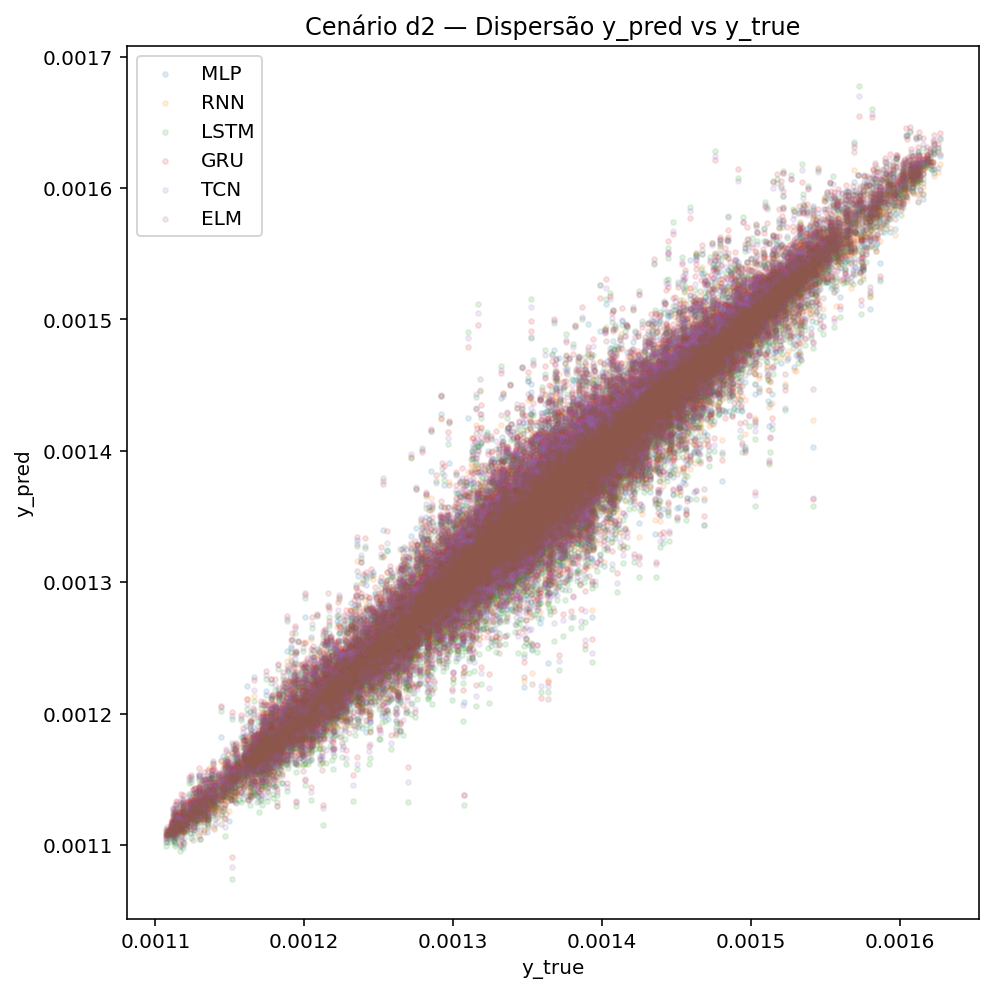 Cenário d2 — Dispersão y_pred vs y_true
0.0017
0.0016
0.0015
0.0014
0.0013
0.0012
0.0011
y_pred
MLP
RNN
LSTM
GRU
TCN
ELM
0.0011 0.0012 0.0013 0.0014 0.0015 0.0016
y_true